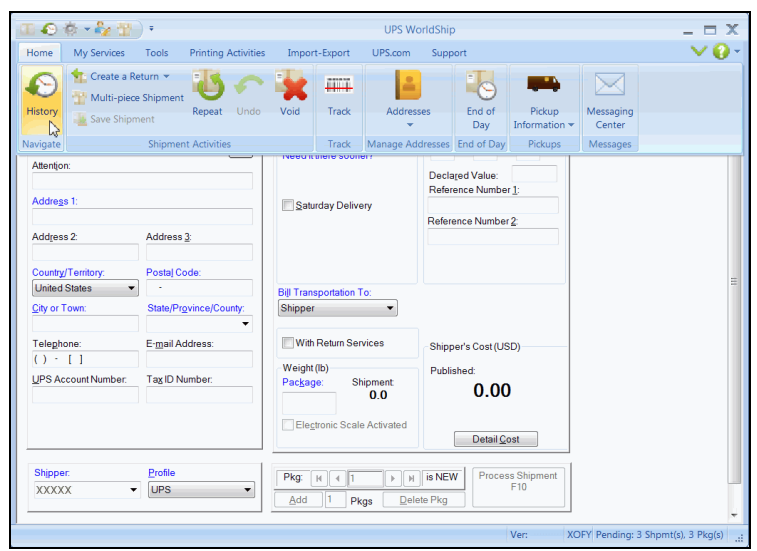 UPS WorldShip
Home My Services Tools Printing Activities Import-Export UPS.com Support
History
Create a Return
Multi-piece Shipment
Save Shipment
Repeat Undo Void Track Addresses End of Day Pickup Information Messaging Center
Navigate Shipment Activities Track Manage Addresses End of Day Pickups Messages
Attention:
Address 1:
Address 2: Address 3:
Country/Territory: Postal Code:
United States -
City or Town: State/Province/County:
Telephone: E-mail Address:
( ) - [ ]
UPS Account Number: Tax ID Number:
Need it there sooner?
Saturday Delivery
Bill Transportation To:
Shipper
With Return Services
Weight (lb)
Package: Shipment:
0.0
Electronic Scale Activated
Declared Value:
Reference Number 1:
Reference Number 2:
Shipper's Cost (USD)
Published:
0.00
Detail Cost
Shipper: Profile
XXXXX UPS
Pkg: 1 is NEW
Add 1 Pkgs Delete Pkg
Process Shipment
F10
Ver: XOFY Pending: 3 Shpmt(s), 3 Pkg(s)